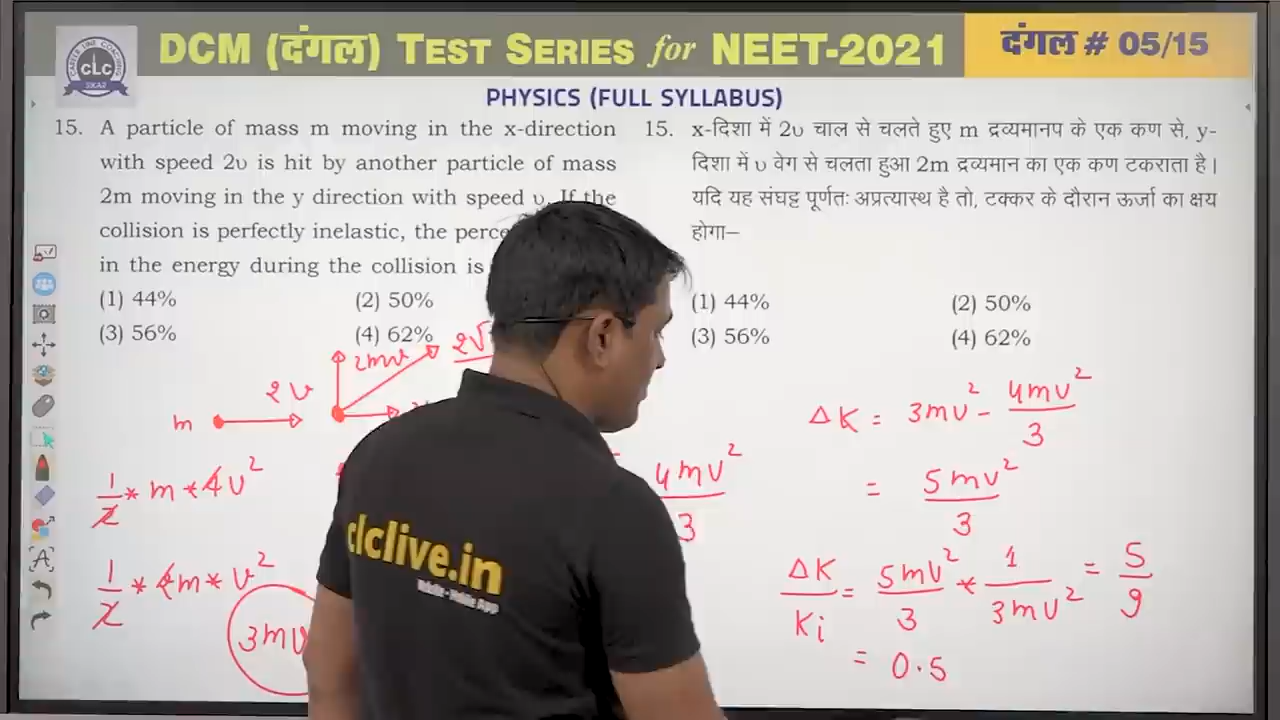 CLC
SIKAR
DCM (दंगल) TEST SERIES for NEET-2021
दंगल # 05/15
PHYSICS (FULL SYLLABUS)
15. A particle of mass m moving in the x-direction
with speed 2υ is hit by another particle of mass
2m moving in the y direction with speed υ. If the
collision is perfectly inelastic, the
in the energy during the collision is
(1) 44% (2) 50%
(3) 56% (4) 62%
15. x-दिशा में 2υ चाल से चलते हुए m द्रव्यमानप के एक कण से, y-
दिशा में υ वेग से चलता हुआ 2m द्रव्यमान का एक कण टकराता है।
यदि यह संघट्ट पूर्णतः अप्रत्यास्थ है तो, टक्कर के दौरान ऊर्जा का क्षय
होगा–
(1) 44% (2) 50%
(3) 56% (4) 62%
2mv
2v
m
1/2 * m * 4v²
1/2 * 4m * v²
4mv²/3
ΔK = 3mv² - 4mv²/3
= 5mv²/3
ΔK/Ki = 5mv²/3 * 1/3mv² = 5/9
= 0.5
clclive.in